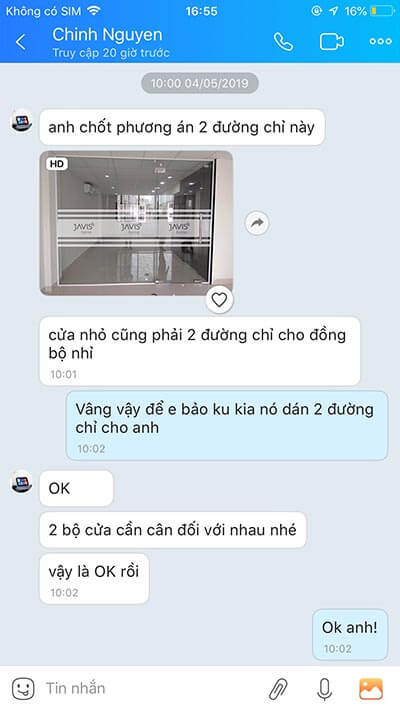 Không có SIM 16:55 16%
Chinh Nguyen
Truy cập 20 giờ trước
10:00 04/05/2019
anh chốt phương án 2 đường chỉ này
HD
JAVIS JAVIS JAVIS
cửa nhỏ cũng phải 2 đường chỉ cho đồng
bộ nhỉ
10:01
Vâng vậy để e bảo ku kia nó dán 2 đường
chỉ cho anh
10:02
OK
2 bộ cửa cần cân đối với nhau nhé
vậy là OK rồi
10:02
Ok anh!
10:02
Tin nhắn